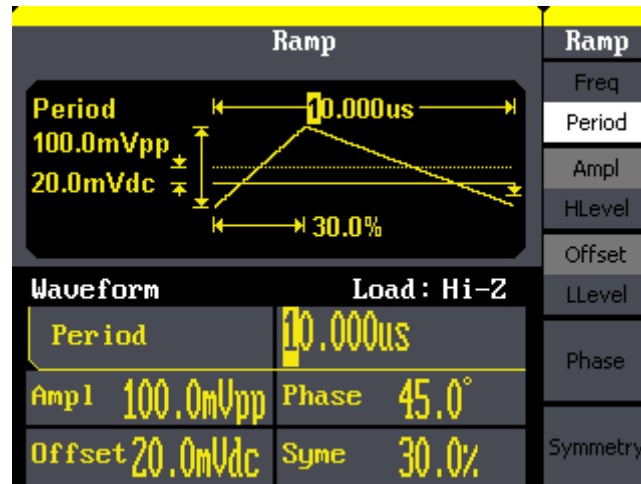 Ramp
Period 10.000us
100.0mVpp
20.0mVdc
30.0%
Waveform Load: Hi-Z
Period 10.000us
Ampl 100.0mVpp Phase 45.0°
Offset 20.0mVdc Syme 30.0%
Ramp
Freq
Period
Ampl
HLevel
Offset
LLevel
Phase
Symmetry